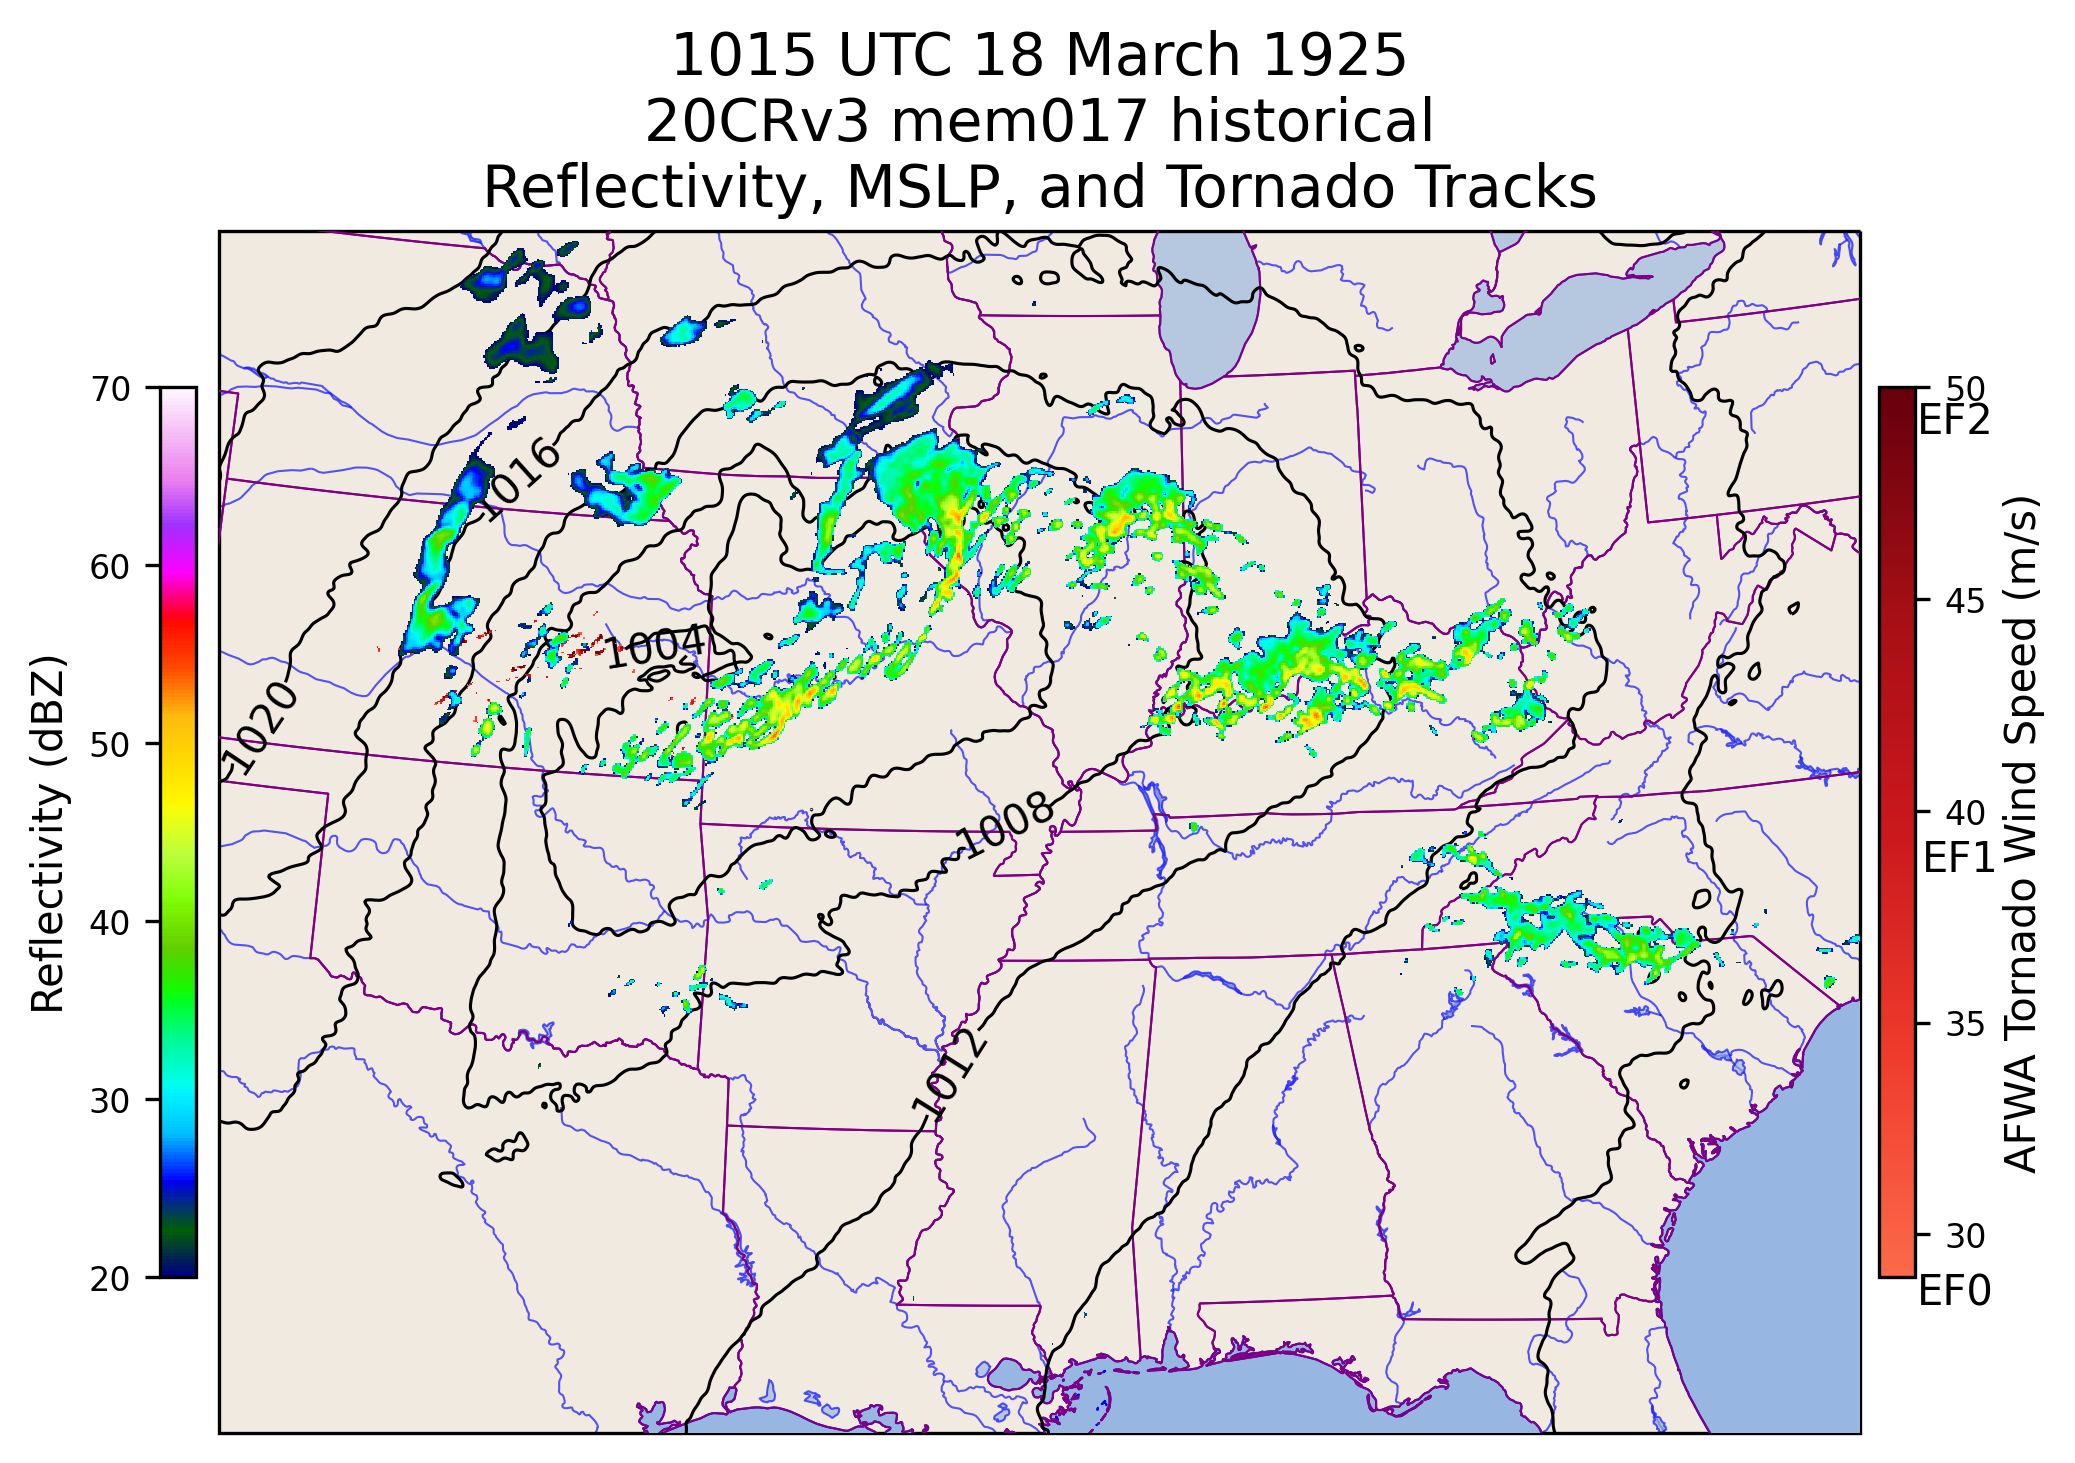 1015 UTC 18 March 1925
20CRv3 mem017 historical
Reflectivity, MSLP, and Tornado Tracks
Reflectivity (dBZ)
70
60
50
40
30
20
1016
1004
1020
1008
1012
50
EF2
45
40
EF1
35
30
EF0
AFWA Tornado Wind Speed (m/s)